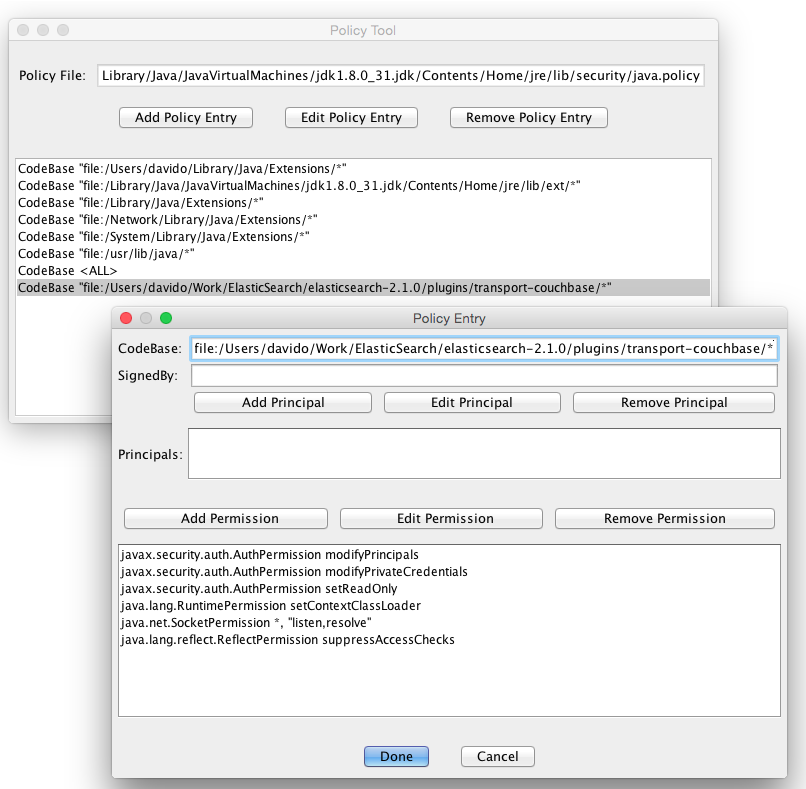 Policy Tool
Policy File: Library/Java/JavaVirtualMachines/jdk1.8.0_31.jdk/Contents/Home/jre/lib/security/java.policy
Add Policy Entry Edit Policy Entry Remove Policy Entry
CodeBase "file:/Users/davido/Library/Java/Extensions/*"
CodeBase "file:/Library/Java/JavaVirtualMachines/jdk1.8.0_31.jdk/Contents/Home/jre/lib/ext/*"
CodeBase "file:/Library/Java/Extensions/*"
CodeBase "file:/Network/Library/Java/Extensions/*"
CodeBase "file:/System/Library/Java/Extensions/*"
CodeBase "file:/usr/lib/java/*"
CodeBase <ALL>
CodeBase "file:/Users/davido/Work/ElasticSearch/elasticsearch-2.1.0/plugins/transport-couchbase/*"
Policy Entry
CodeBase: file:/Users/davido/Work/ElasticSearch/elasticsearch-2.1.0/plugins/transport-couchbase/*
SignedBy:
Add Principal Edit Principal Remove Principal
Principals:
Add Permission Edit Permission Remove Permission
javax.security.auth.AuthPermission modifyPrincipals
javax.security.auth.AuthPermission modifyPrivateCredentials
javax.security.auth.AuthPermission setReadOnly
java.lang.RuntimePermission setContextClassLoader
java.net.SocketPermission *, "listen,resolve"
java.lang.reflect.ReflectPermission suppressAccessChecks
Done Cancel